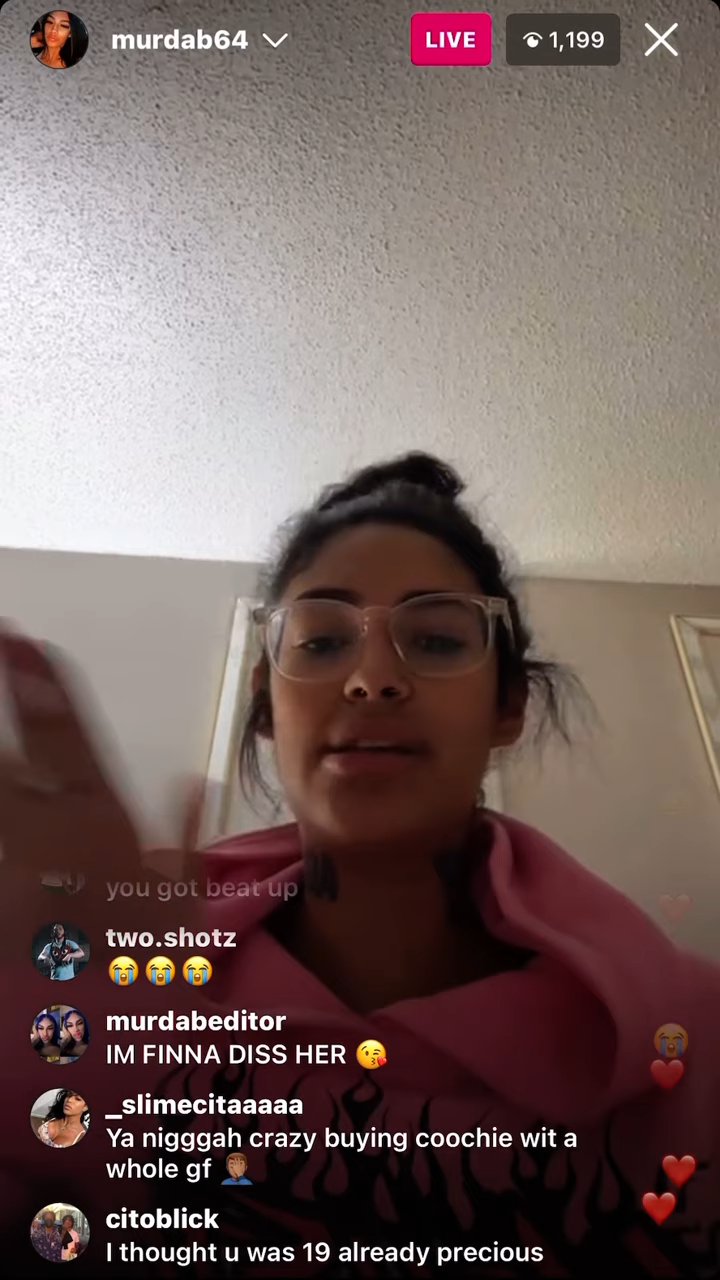 murdab64
LIVE
1,199
you got beat up
two.shotz
😭😭😭
murdabeditor
IM FINNA DISS HER 😘
_slimecitaaaaa
Ya nigggah crazy buying coochie wit a
whole gf 🤦🏽‍♂️
citoblick
I thought u was 19 already precious